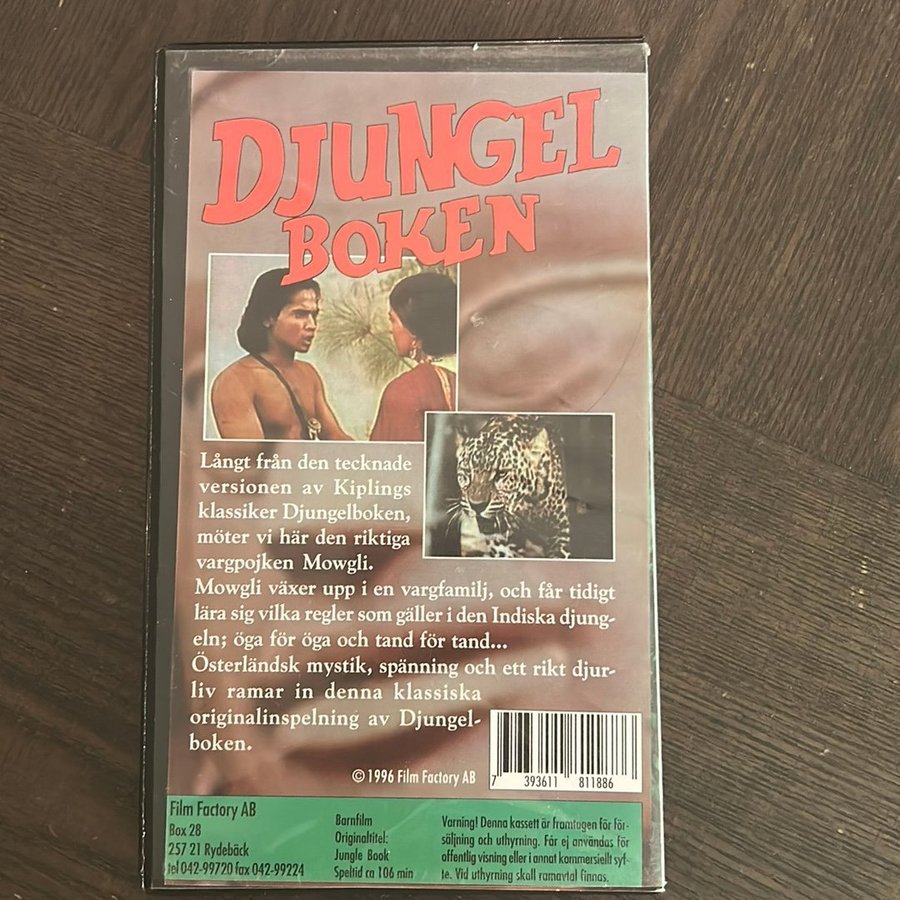 DJUNGEL
BOKEN
Långt från den tecknade
versionen av Kiplings
klassiker Djungelboken,
möter vi här den riktiga
vargpojken Mowgli.
Mowgli växer upp i en vargfamilj, och får tidigt
lära sig vilka regler som gäller i den Indiska djung-
eln; öga för öga och tand för tand...
Österländsk mystik, spänning och ett rikt djur-
liv ramar in denna klassiska
originalinspelning av Djungel-
boken.
© 1996 Film Factory AB
7 393611 811886
Film Factory AB
Box 28
257 21 Rydebäck
tel 042-99720 fax 042-99224
Barnfilm
Originaltitel:
Jungle Book
Speltid ca 106 min
Varning! Denna kassett är framtagen för för-
säljning och uthyrning. Får ej användas för
offentlig visning eller i annat kommersiellt syf-
te. Vid uthyrning skall ramavtal finnas.